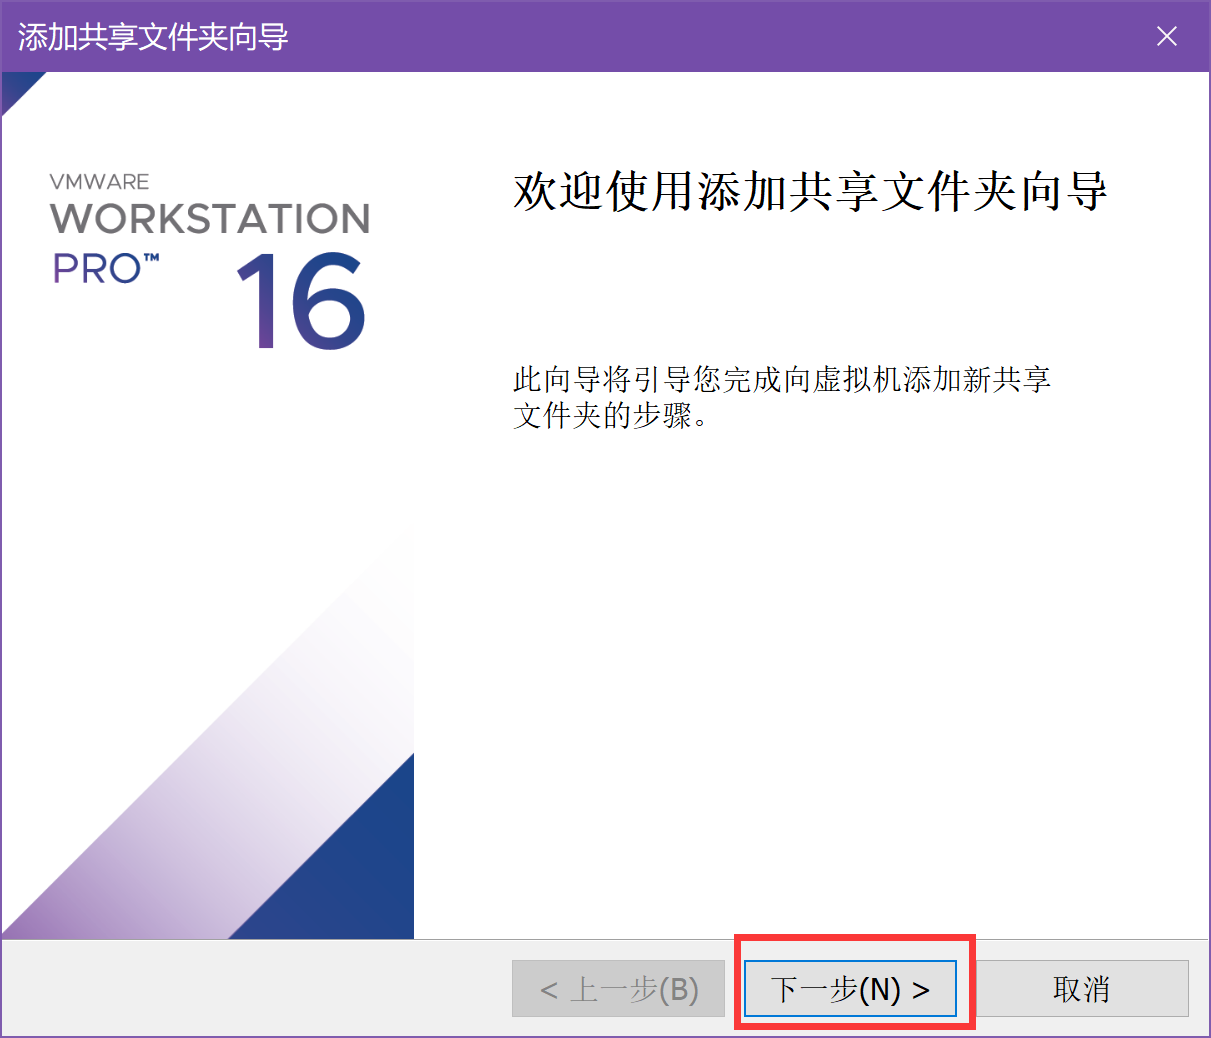 添加共享文件夹向导
VMWARE
WORKSTATION
PRO™
16
欢迎使用添加共享文件夹向导
此向导将引导您完成向虚拟机添加新共享
文件夹的步骤。
< 上一步(B)
下一步(N) >
取消